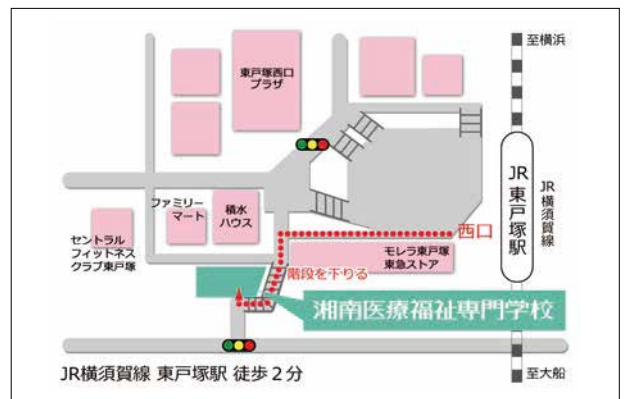 至横浜
東戸塚西口
プラザ
JR東戸塚駅
JR横須賀線
ファミリー
マート
積水
ハウス
西口
セントラル
フィットネス
クラブ東戸塚
モレラ東戸塚
東急ストア
階段を下りる
湘南医療福祉専門学校
JR横須賀線 東戸塚駅 徒歩2分
至大船